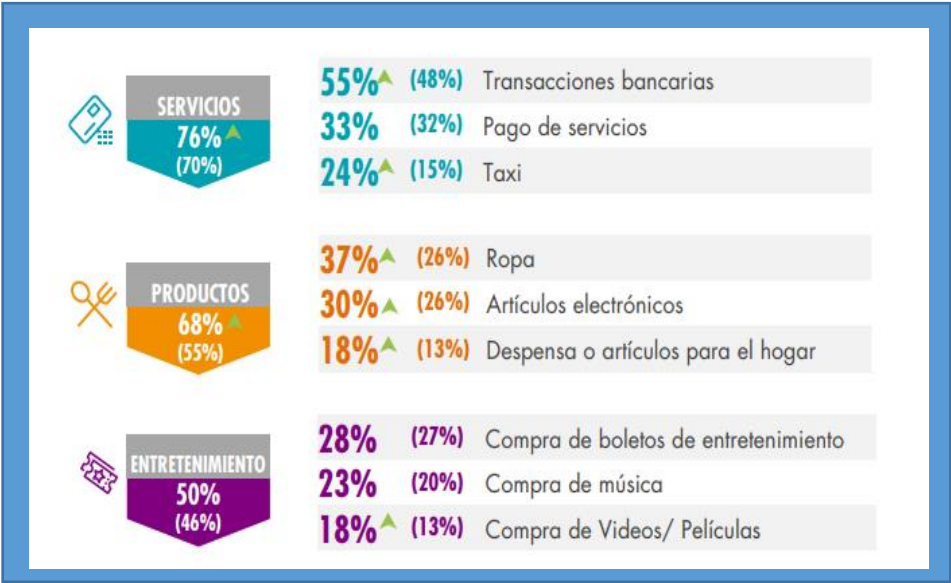 SERVICIOS
76%
(70%)
55% (48%) Transacciones bancarias
33% (32%) Pago de servicios
24% (15%) Taxi
PRODUCTOS
68%
(55%)
37% (26%) Ropa
30% (26%) Artículos electrónicos
18% (13%) Despensa o artículos para el hogar
ENTRETENIMIENTO
50%
(46%)
28% (27%) Compra de boletos de entretenimiento
23% (20%) Compra de música
18% (13%) Compra de Videos/ Películas